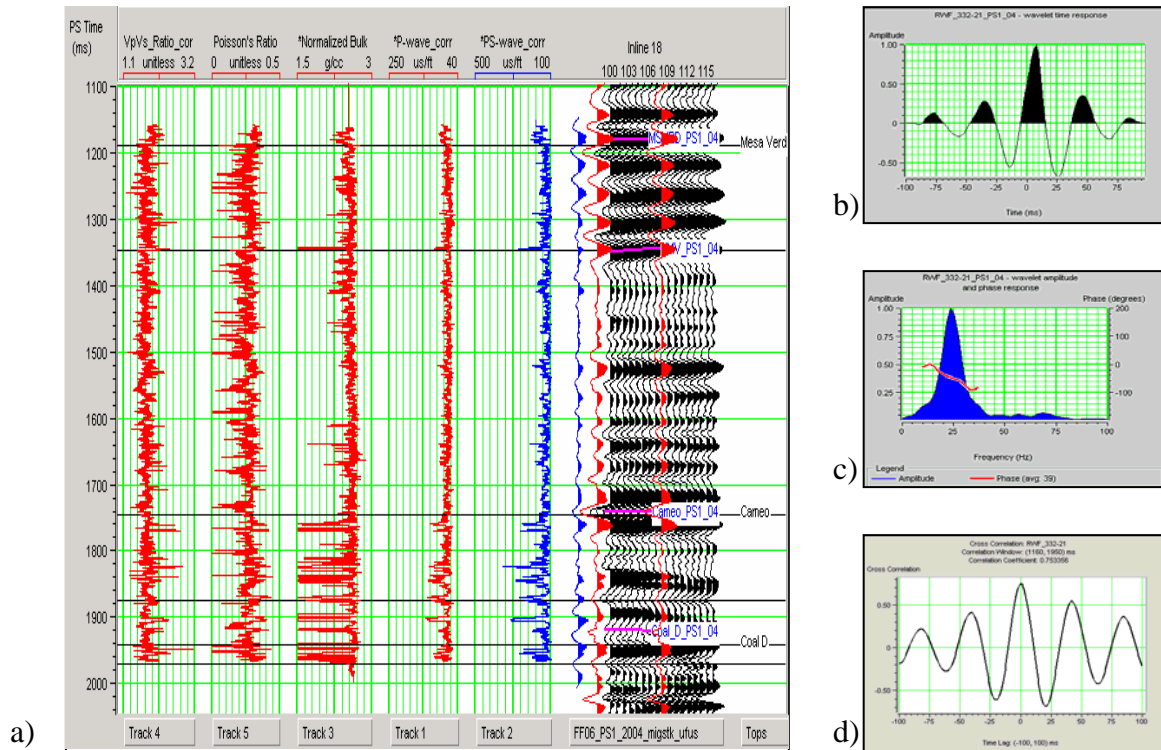 PS Time
(ms)
VpVs_Ratio_cor
1.1 unitless 3.2
Poisson's Ratio
0 unitless 0.5
*Normalized Bulk
1.5 g/cc 3
*P-wave_corr
250 us/ft 40
*PS-wave_corr
500 us/ft 100
Inline 18
100 103 106 109 112 115
1100
1200
1300
1400
1500
1600
1700
1800
1900
2000
Mesa Verd
Cameo_PS1_04
Cameo
Coal D_PS1_04
Coal D
Track 4
Track 5
Track 3
Track 1
Track 2
FF06_PS1_2004_migstk_ufus
Tops
a)
RWF_332-21_PS1_04 - wavelet time response
Amplitude
1.00
0.50
0
-0.50
-100 -75 -50 -25 0 25 50 75
Time (ms)
b)
RWF_332-21_PS1_04 - wavelet amplitude
and phase response
Amplitude
Phase (degrees)
1.00
0.75
0.50
0.25
200
100
0
-100
0 25 50 75 100
Frequency (Hz)
Legend
Amplitude
Phase (avg: 39)
c)
Cross Correlation: RWF_332-21
Correlation Window: (1160, 1950) ms
Correlation Coefficient: 0.753356
Cross Correlation
0.50
0
-0.50
-100 -75 -50 -25 0 25 50 75 100
Time Lag: (-100, 100) ms
d)